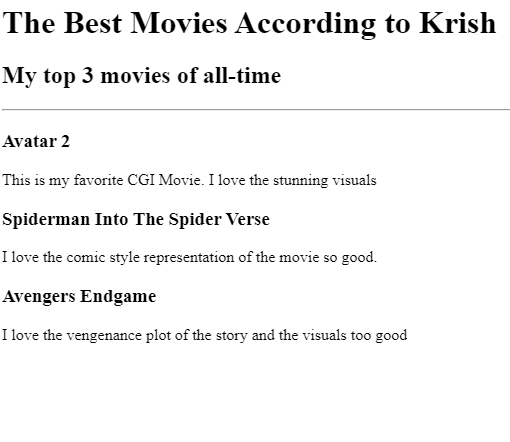 The Best Movies According to Krish
My top 3 movies of all-time
Avatar 2
This is my favorite CGI Movie. I love the stunning visuals
Spiderman Into The Spider Verse
I love the comic style representation of the movie so good.
Avengers Endgame
I love the vengenance plot of the story and the visuals too good